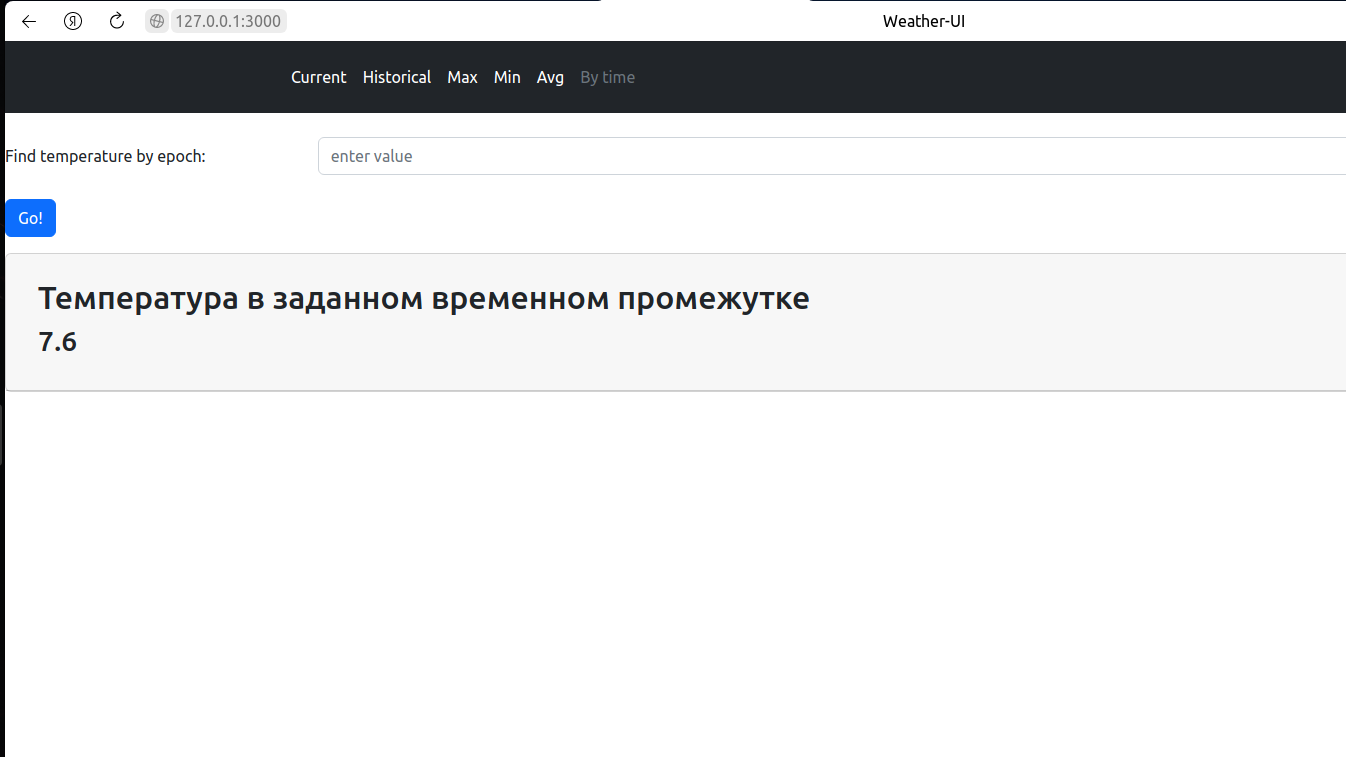 Я 127.0.0.1:3000 Weather-UI
Current Historical Max Min Avg By time
Find temperature by epoch: enter value
Go!
Температура в заданном временном промежутке
7.6